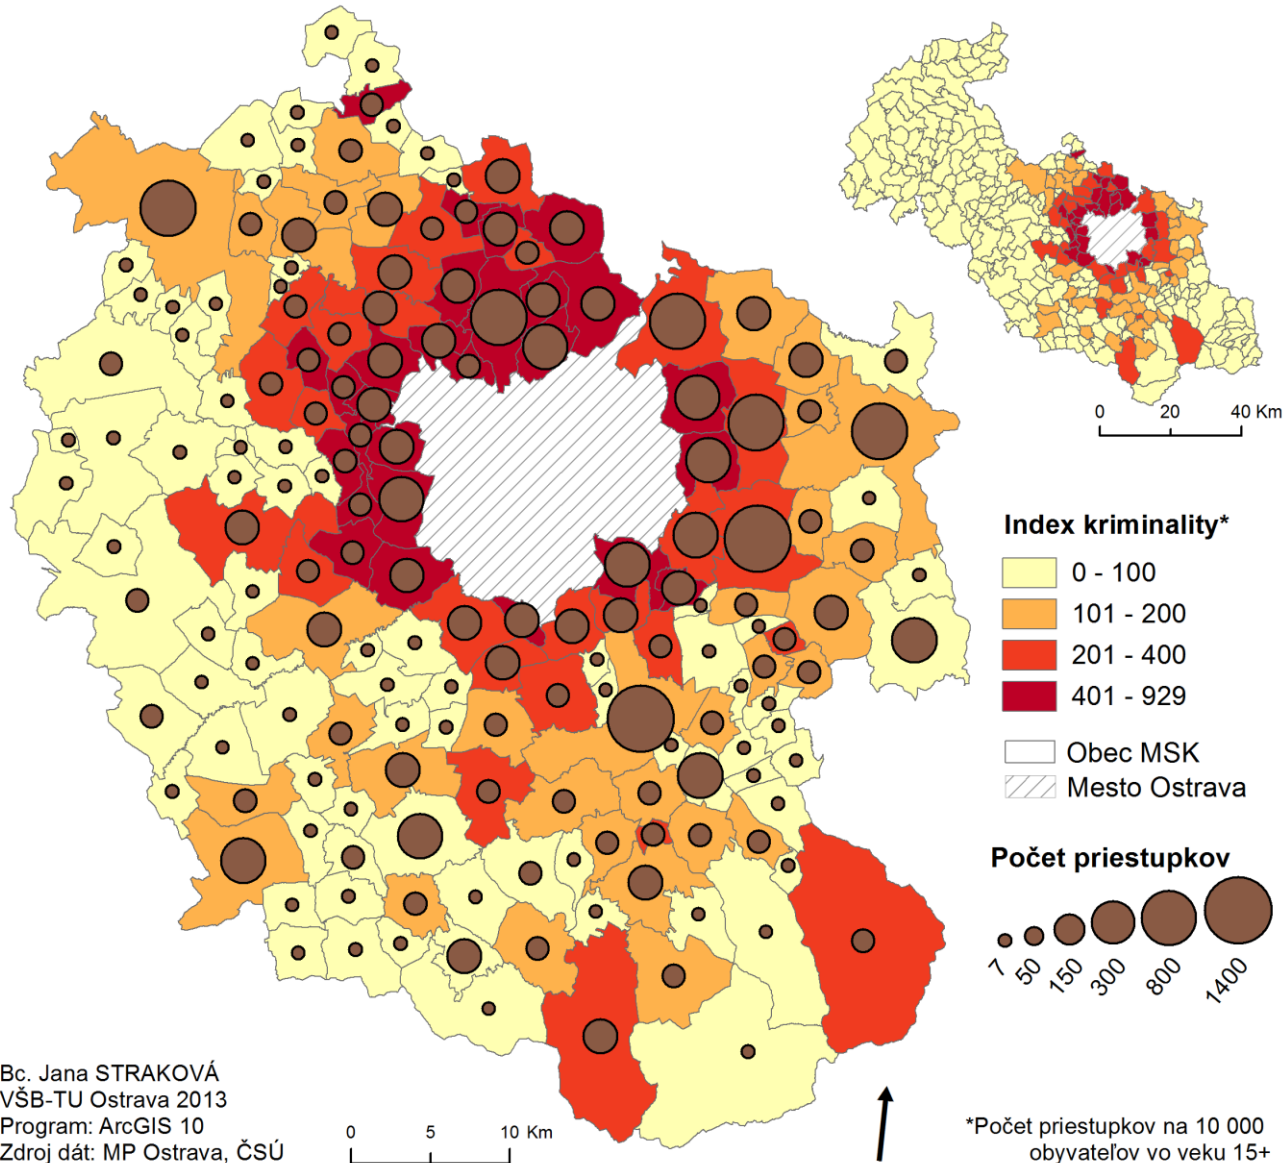 0 20 40 Km
Index kriminality*
0 - 100
101 - 200
201 - 400
401 - 929
Obec MSK
Mesto Ostrava
Počet priestupkov
7 50 150 300 800 1400
Bc. Jana STRAKOVÁ
VŠB-TU Ostrava 2013
Program: ArcGIS 10
Zdroj dát: MP Ostrava, ČSÚ
0 5 10 Km
*Počet priestupkov na 10 000
obyvateľov vo veku 15+